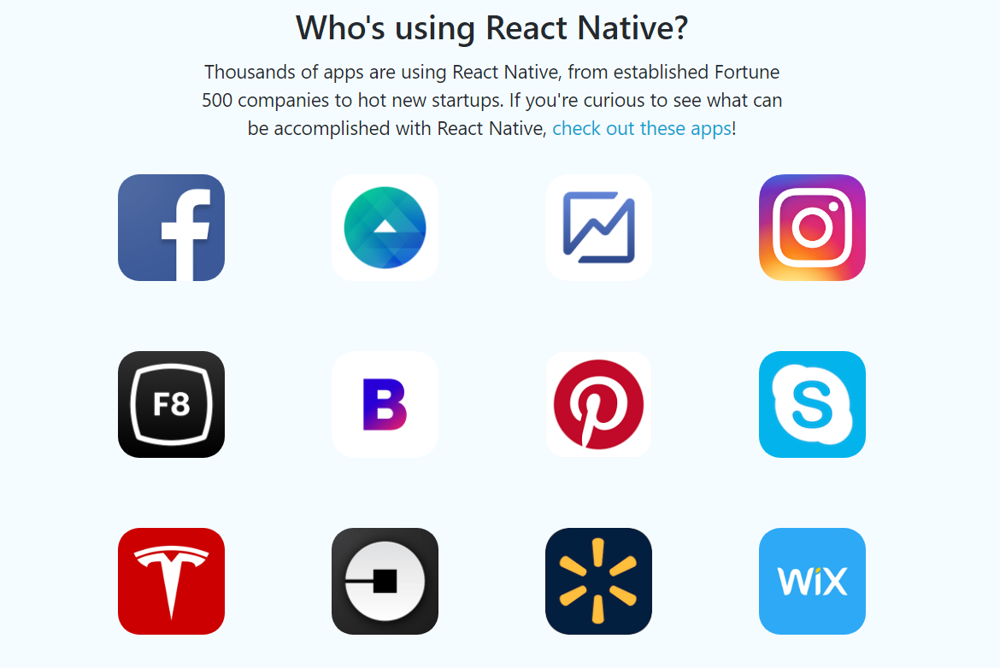 Who's using React Native?
Thousands of apps are using React Native, from established Fortune
500 companies to hot new startups. If you're curious to see what can
be accomplished with React Native, check out these apps!
f
F8
B
S
T
WiX